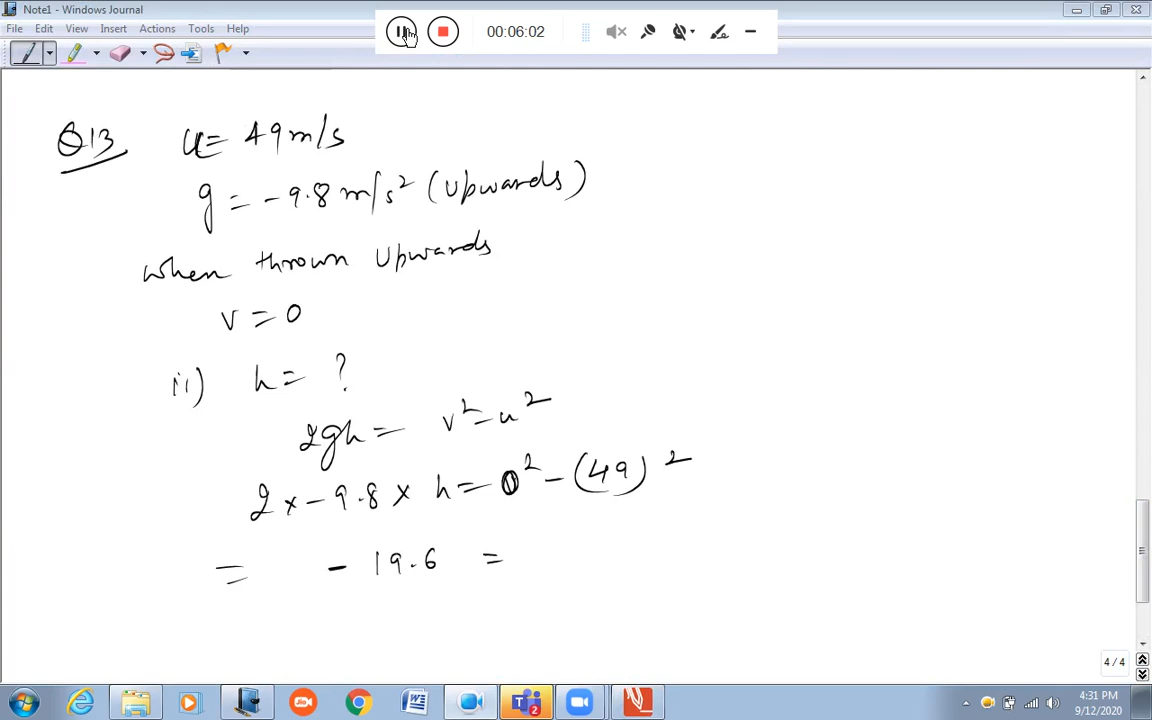 Note1 - Windows Journal
File Edit View Insert Actions Tools Help
00:06:02
Q13 u= 49m/s
g = -9.8 m/s² (Upwards)
when thrown Upwards
v = 0
ii) h = ?
2gh = v² - u²
2 x - 9.8 x h = 0² - (49)²
= - 19.6 =
4 / 4
2
4:31 PM
9/12/2020